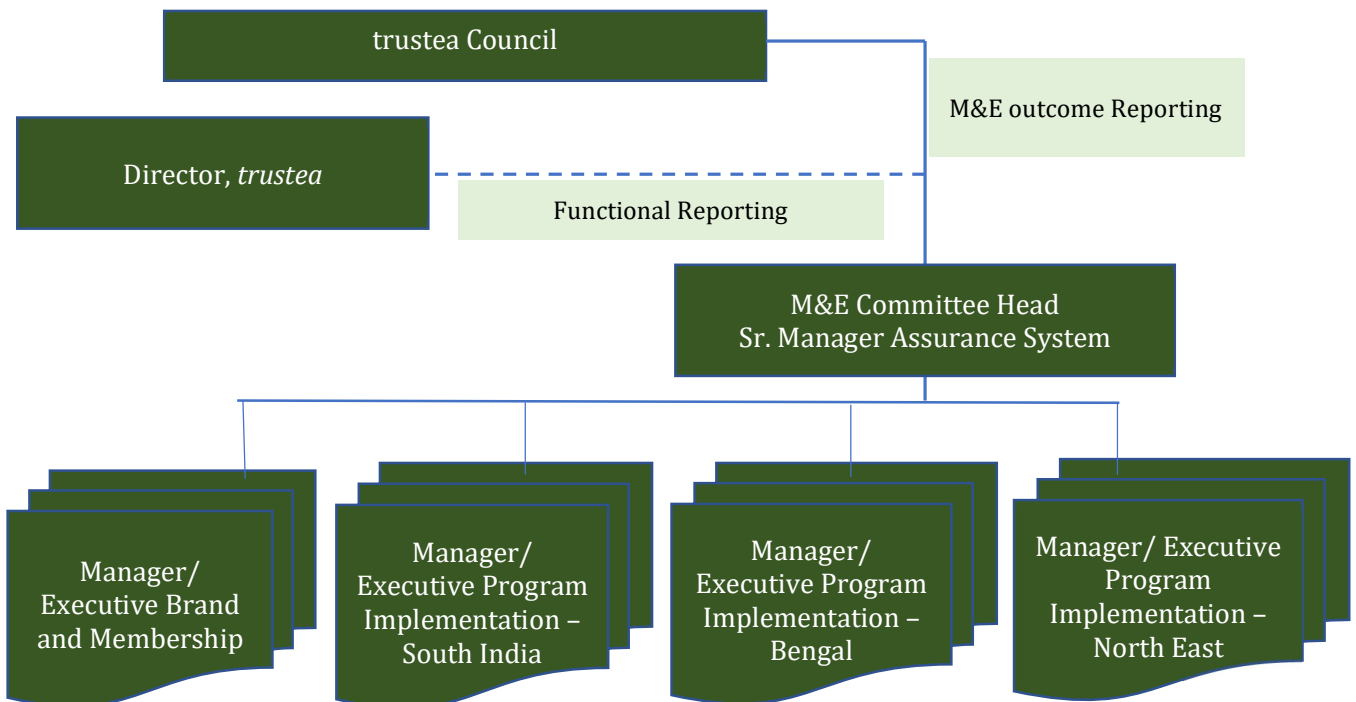 trustea Council
M&E outcome Reporting
Director, trustea
Functional Reporting
M&E Committee Head
Sr. Manager Assurance System
Manager/
Executive Brand
and Membership
Manager/
Executive Program
Implementation –
South India
Manager/
Executive Program
Implementation –
Bengal
Manager/ Executive
Program
Implementation –
North East